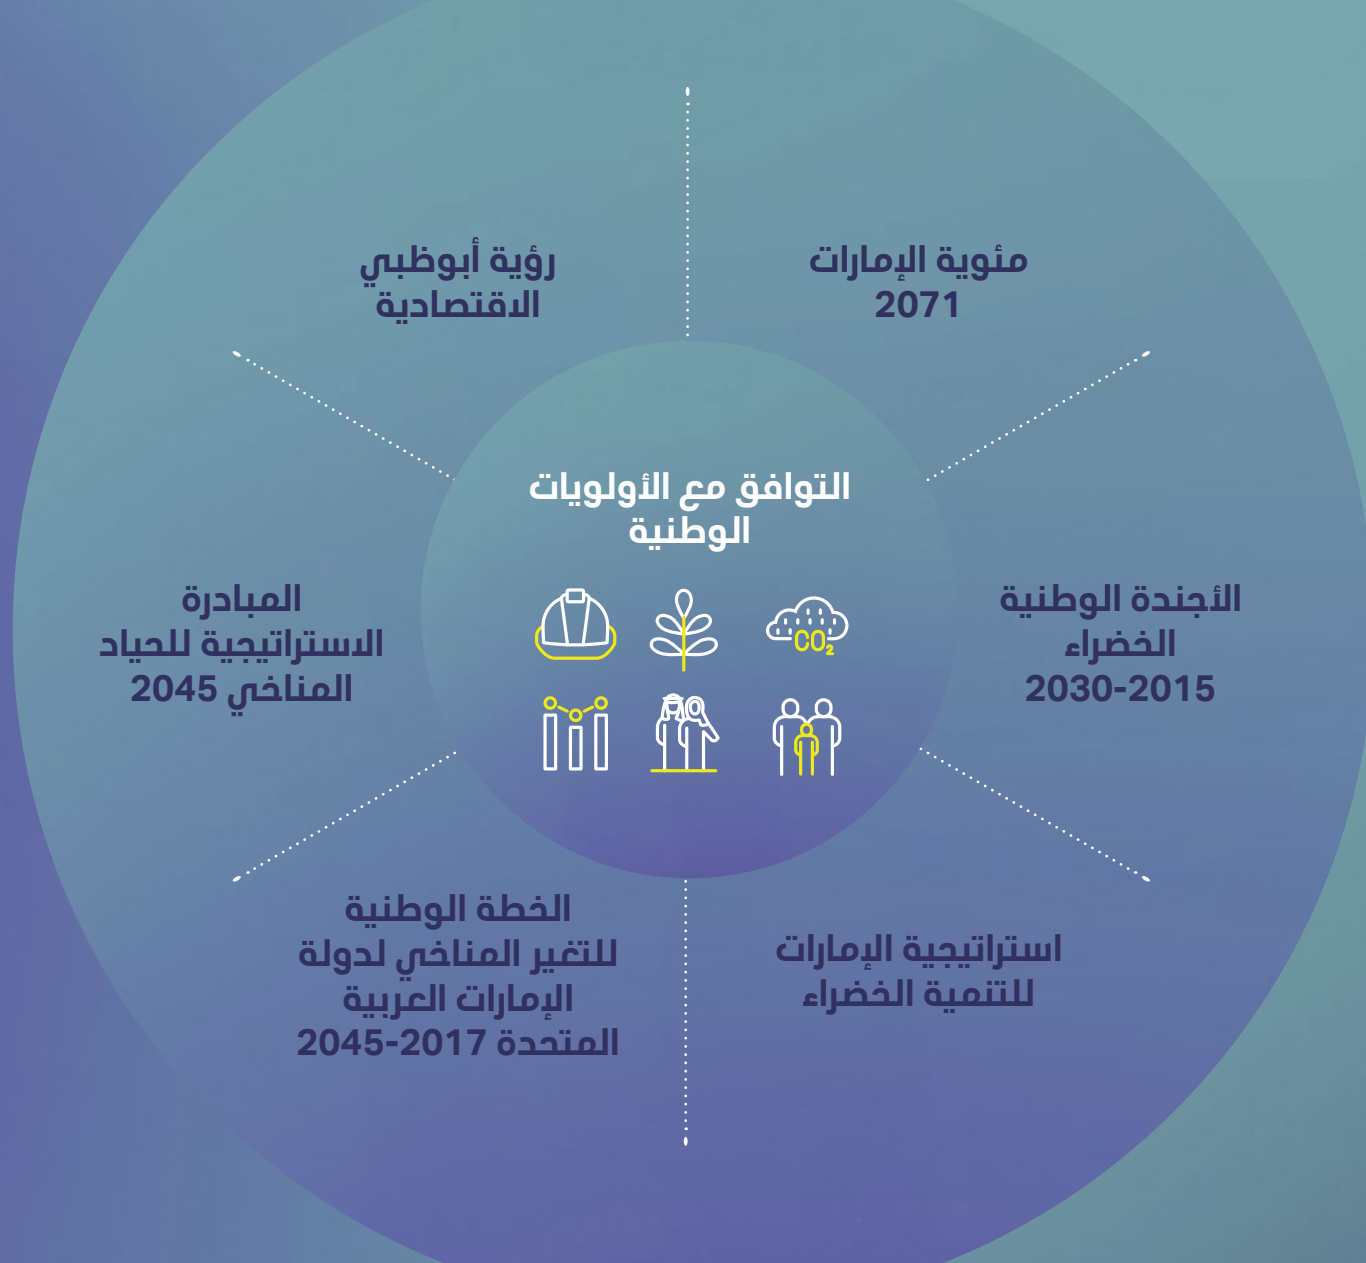 مئوية الإمارات
2071
رؤية أبوظبي
الاقتصادية
التوافق مع الأولويات
الوطنية
CO₂
الأجندة الوطنية
الخضراء
2030-2015
المبادرة
الاستراتيجية للحياد
المناخي 2045
استراتيجية الإمارات
للتنمية الخضراء
الخطة الوطنية
للتغير المناخي لدولة
الإمارات العربية
المتحدة 2017-2045